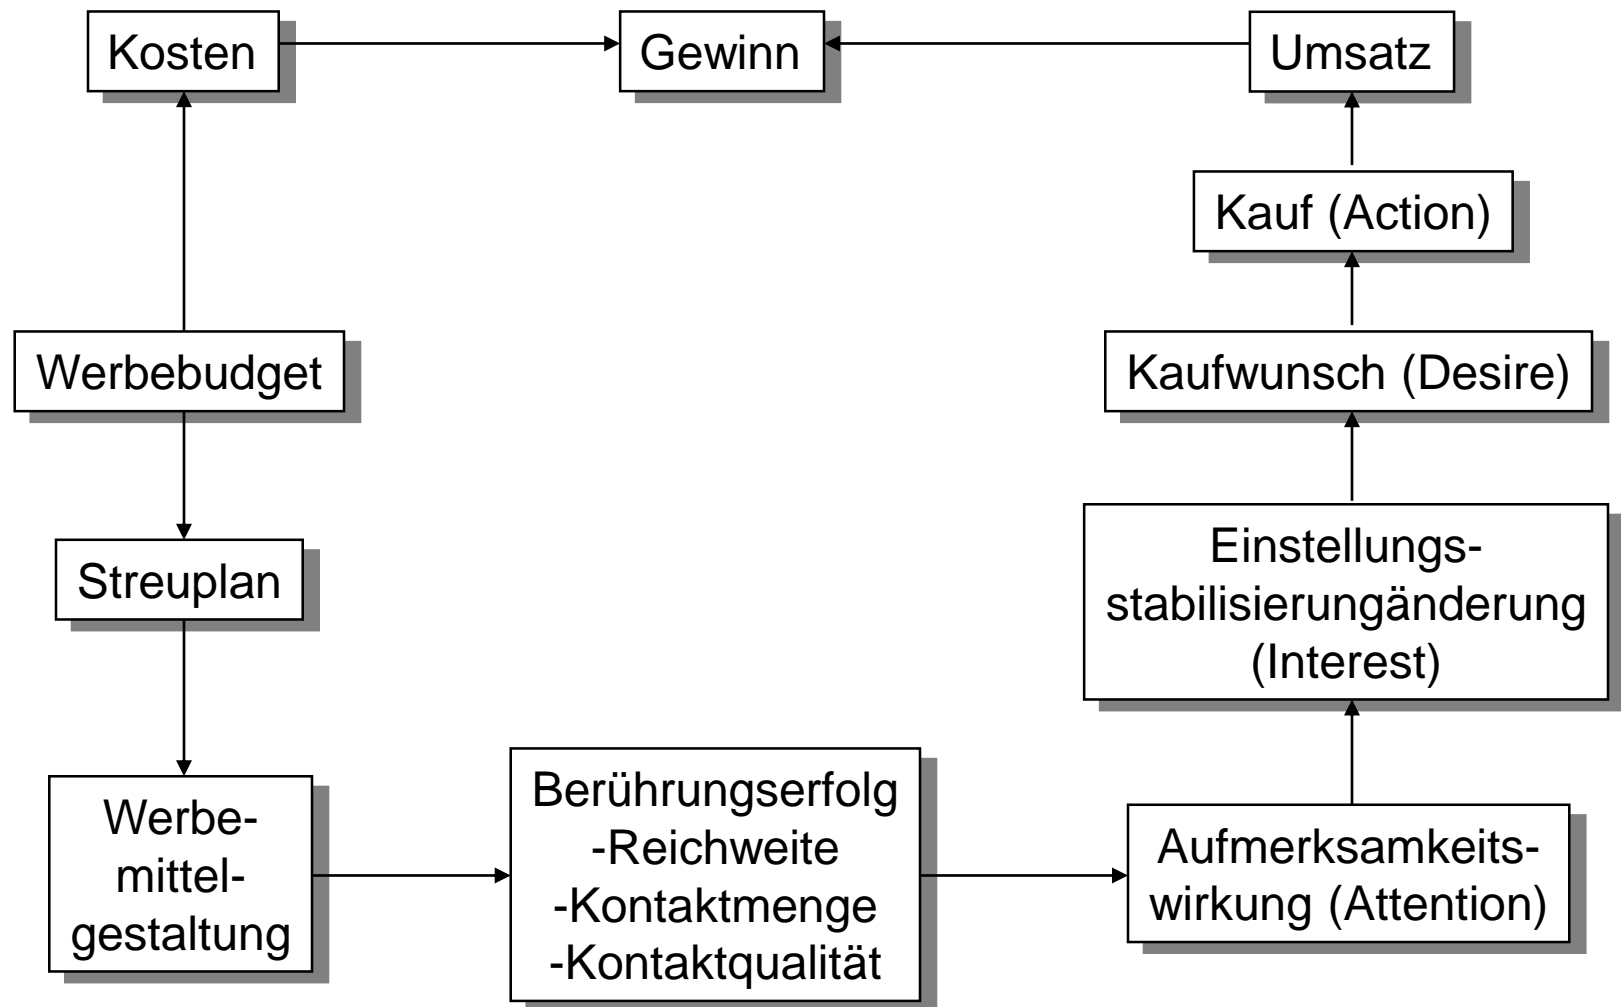 Kosten
Gewinn
Umsatz
Kauf (Action)
Werbebudget
Kaufwunsch (Desire)
Streuplan
Einstellungs-
stabilisierungänderung
(Interest)
Werbe-
mittel-
gestaltung
Berührungserfolg
-Reichweite
-Kontaktmenge
-Kontaktqualität
Aufmerksamkeits-
wirkung (Attention)